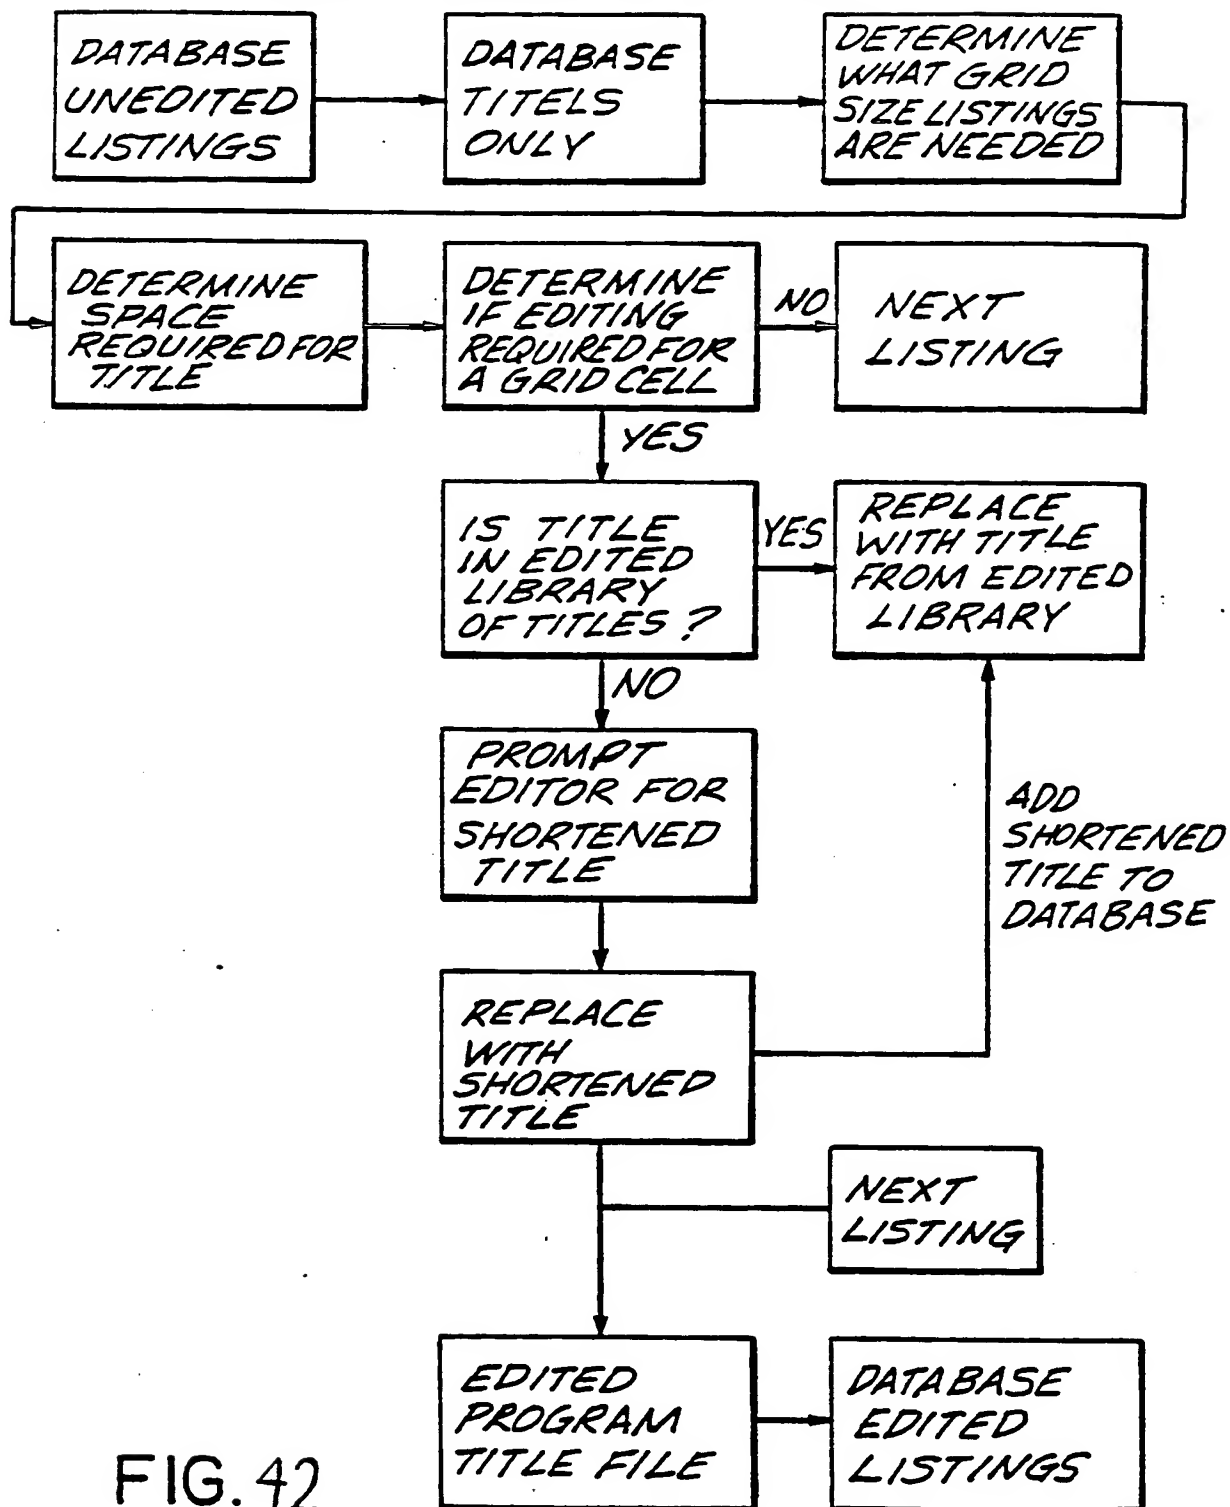 DATABASE
UNEDITED
LISTINGS
DATABASE
TITELS
ONLY
DETERMINE
WHAT GRID
SIZE LISTINGS
ARE NEEDED
DETERMINE
SPACE
REQUIRED FOR
TITLE
DETERMINE
IF EDITING
REQUIRED FOR
A GRID CELL
NO
NEXT
LISTING
YES
IS TITLE
IN EDITED
LIBRARY
OF TITLES?
YES
REPLACE
WITH TITLE
FROM EDITED
LIBRARY
NO
PROMPT
EDITOR FOR
SHORTENED
TITLE
ADD
SHORTENED
TITLE TO
DATABASE
REPLACE
WITH
SHORTENED
TITLE
NEXT
LISTING
EDITED
PROGRAM
TITLE FILE
DATABASE
EDITED
LISTINGS
FIG. 42